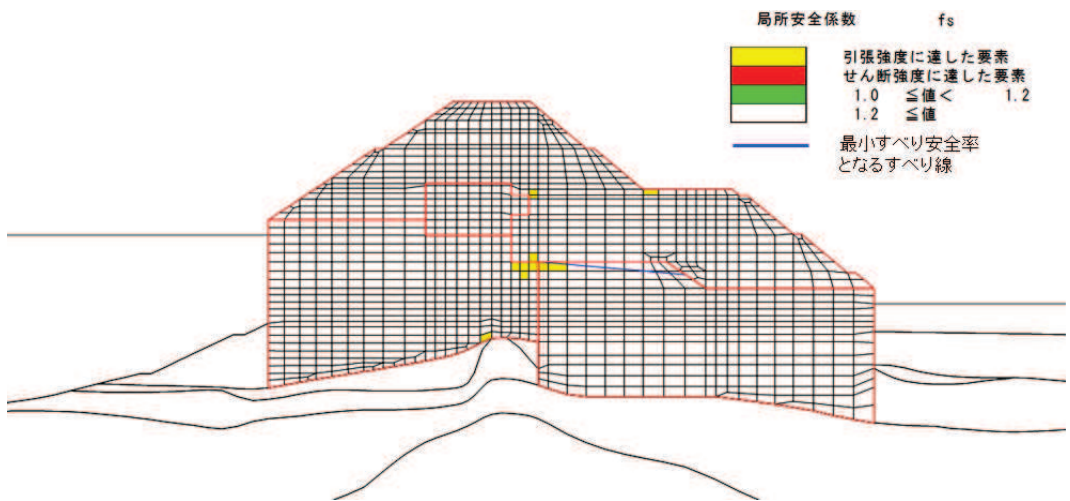 局所安全係数 fs
引張強度に達した要素
せん断強度に達した要素
1.0 ≦値< 1.2
1.2 ≦値
最小すべり安全率
となるすべり線